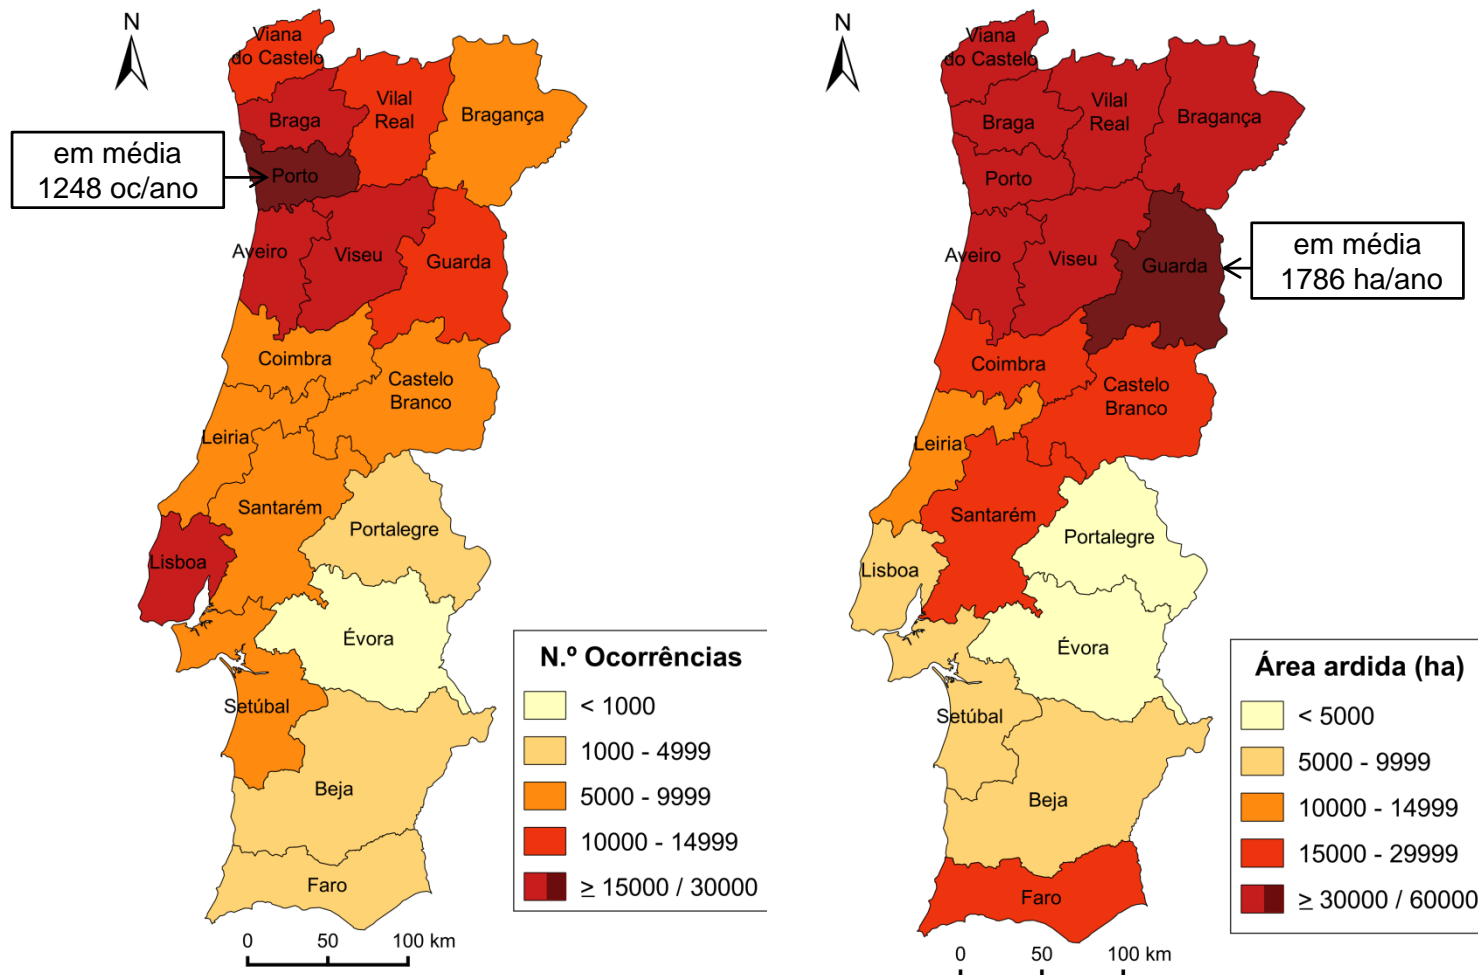 N
Viana
do Castelo
Braga
Vilal
Real
Bragança
em média
1248 oc/ano
Porto
Aveiro
Viseu
Guarda
Coimbra
Castelo
Branco
Leiria
Santarém
Portalegre
Lisboa
Évora
Setúbal
Beja
Faro
N.º Ocorrências
< 1000
1000 - 4999
5000 - 9999
10000 - 14999
≥ 15000 / 30000
0 50 100 km
N
Viana
do Castelo
Braga
Vilal
Real
Bragança
Porto
Aveiro
Viseu
Guarda
em média
1786 ha/ano
Coimbra
Castelo
Branco
Leiria
Santarém
Portalegre
Lisboa
Évora
Setúbal
Beja
Faro
Área ardida (ha)
< 5000
5000 - 9999
10000 - 14999
15000 - 29999
≥ 30000 / 60000
0 50 100 km